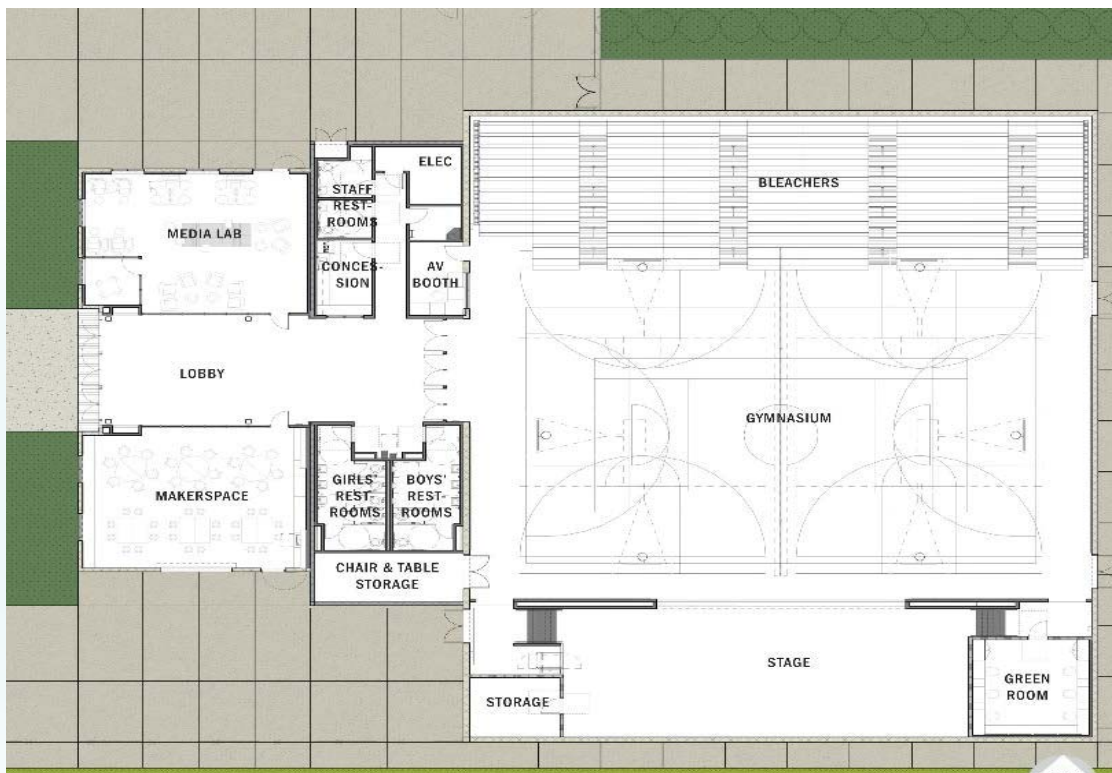 ELEC
STAFF
REST-
ROOMS
BLEACHERS
MEDIA LAB
CONCES-
SION
AV
BOOTH
LOBBY
GYMNASIUM
MAKERSPACE
GIRLS'
REST-
ROOMS
BOYS'
REST-
ROOMS
CHAIR & TABLE
STORAGE
STAGE
GREEN
ROOM
STORAGE